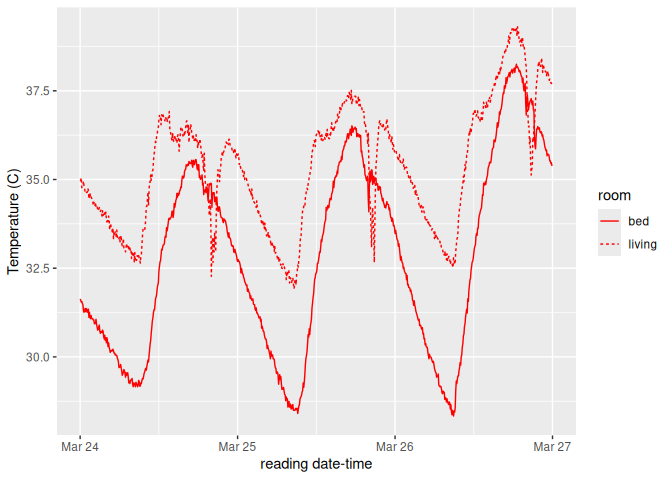 37.5
35.0
32.5
30.0
Temperature (C)
Mar 24
Mar 25
Mar 26
Mar 27
reading date-time
room
bed
living